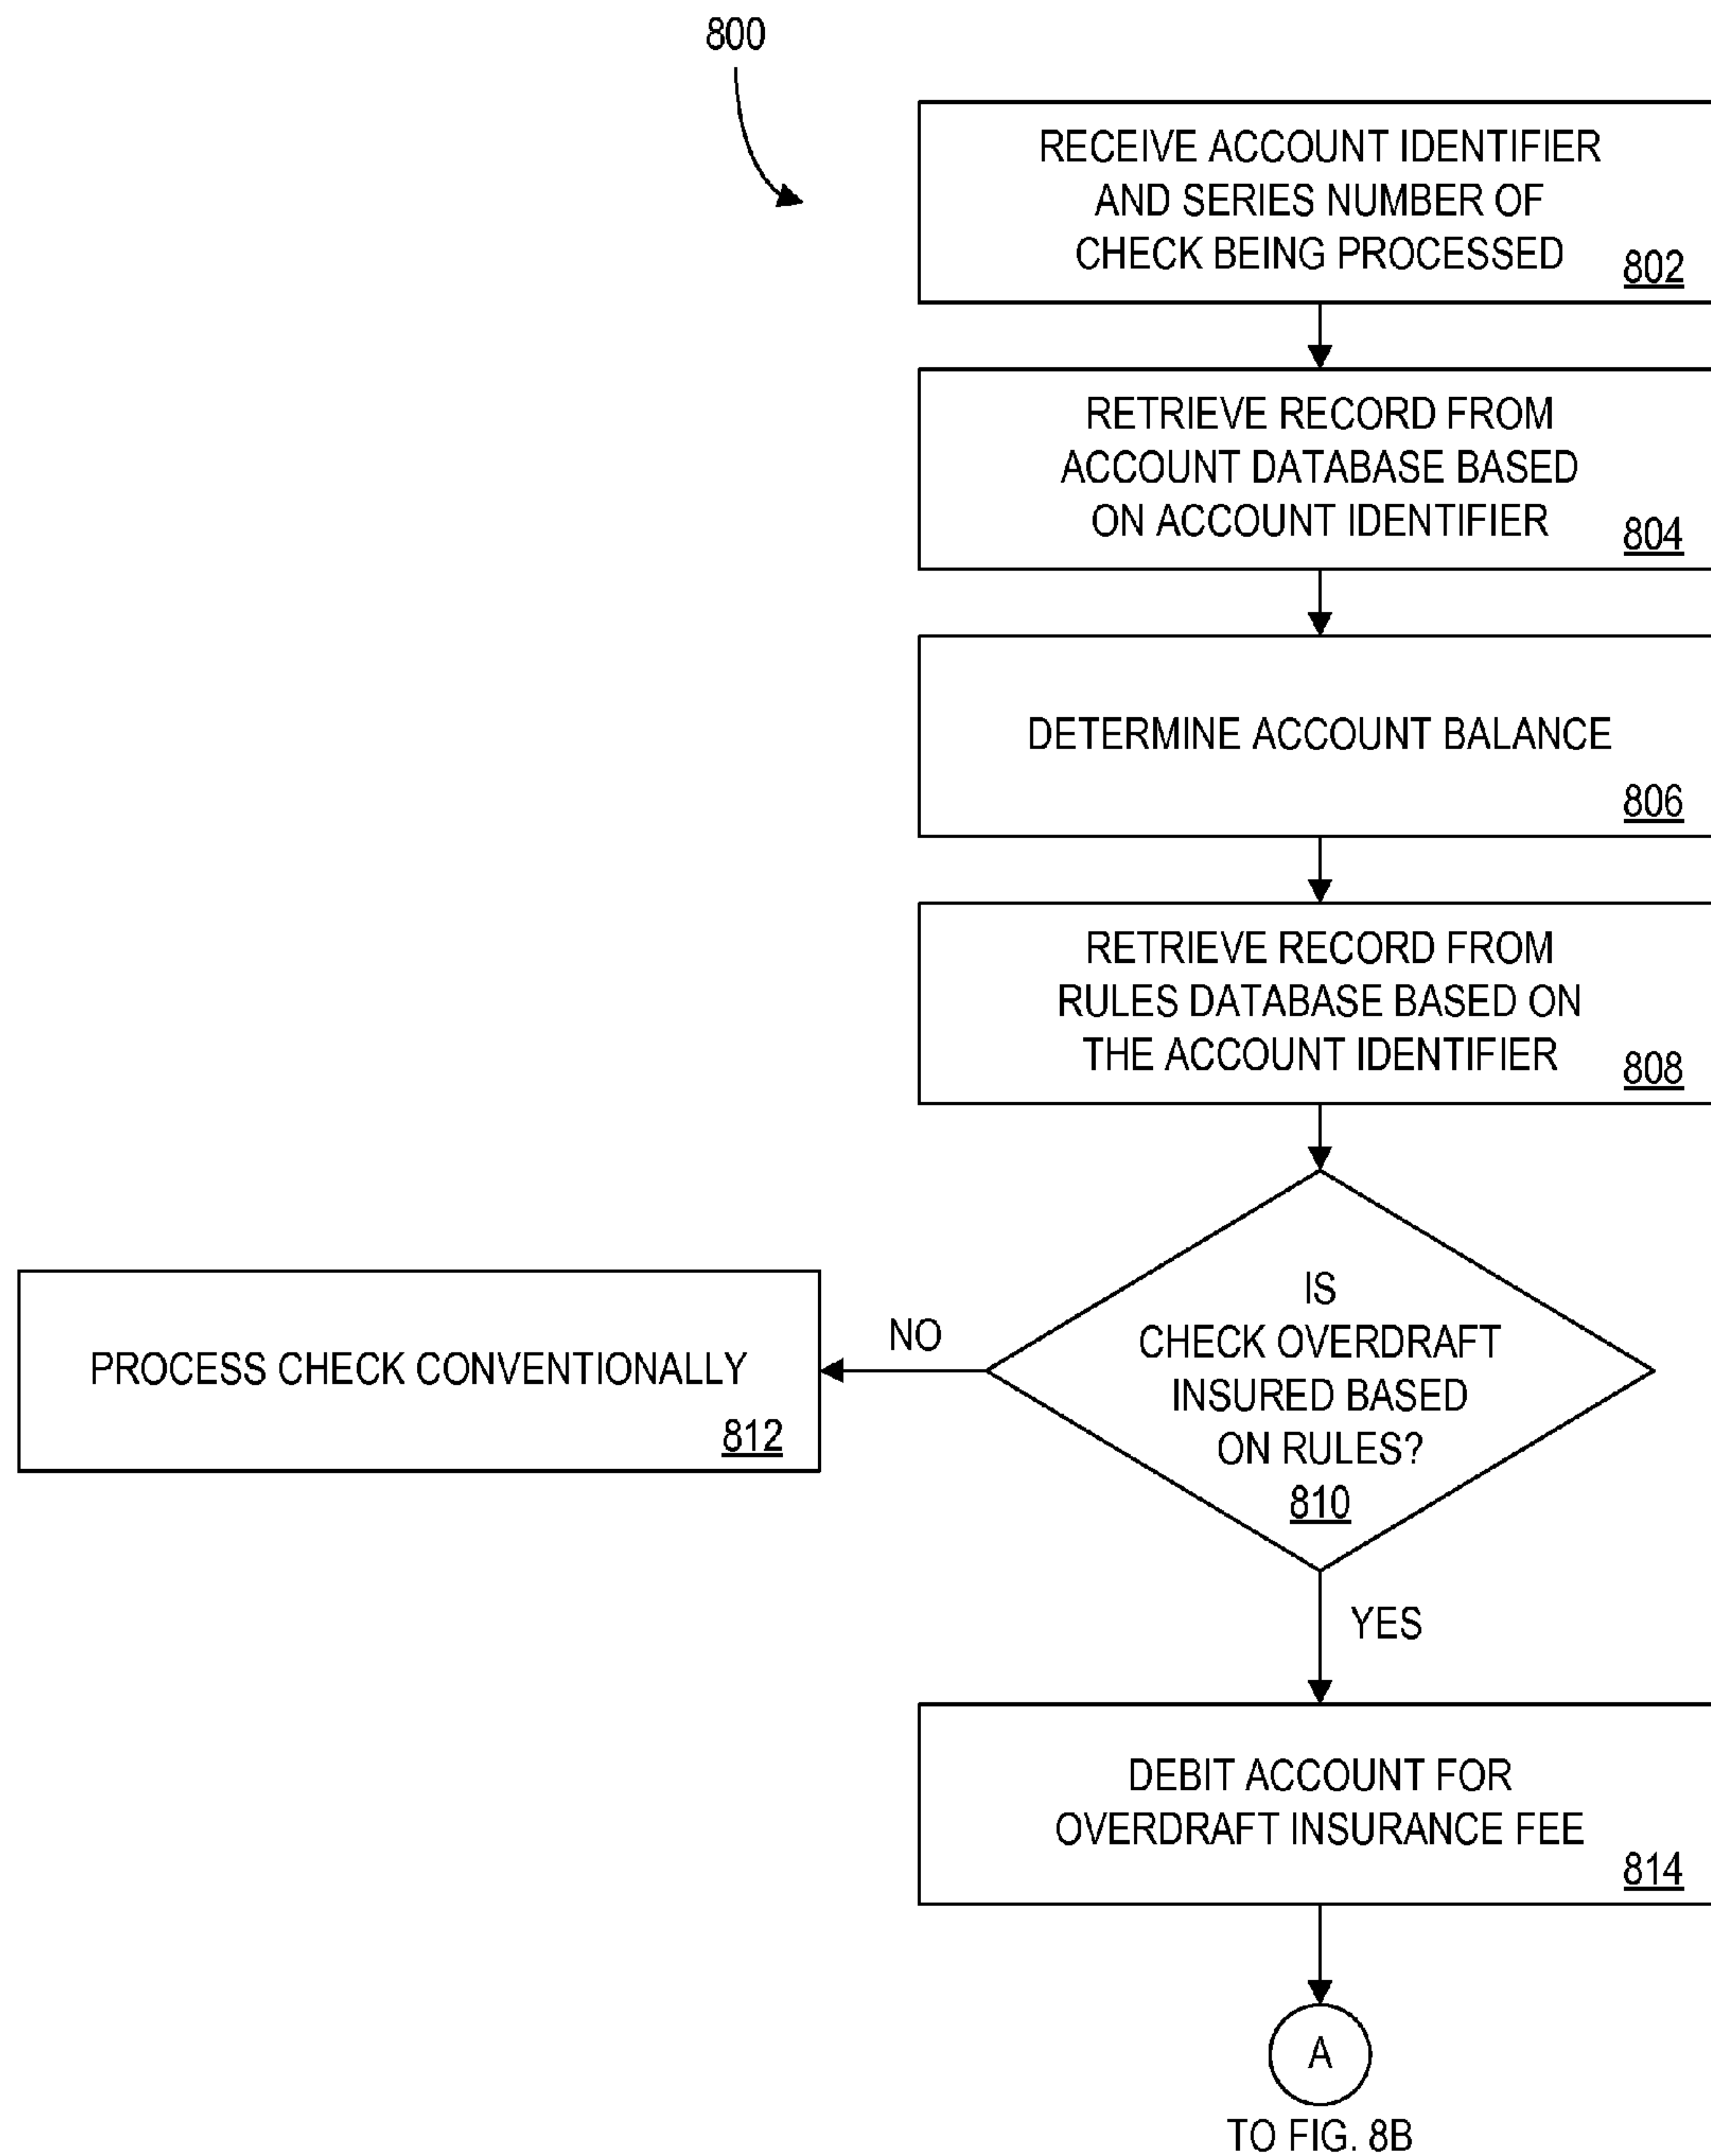 800
RECEIVE ACCOUNT IDENTIFIER
AND SERIES NUMBER OF
CHECK BEING PROCESSED
802
RETRIEVE RECORD FROM
ACCOUNT DATABASE BASED
ON ACCOUNT IDENTIFIER
804
DETERMINE ACCOUNT BALANCE
806
RETRIEVE RECORD FROM
RULES DATABASE BASED ON
THE ACCOUNT IDENTIFIER
808
IS
CHECK OVERDRAFT
INSURED BASED
ON RULES?
810
NO
PROCESS CHECK CONVENTIONALLY
812
YES
DEBIT ACCOUNT FOR
OVERDRAFT INSURANCE FEE
814
A
TO FIG. 8B